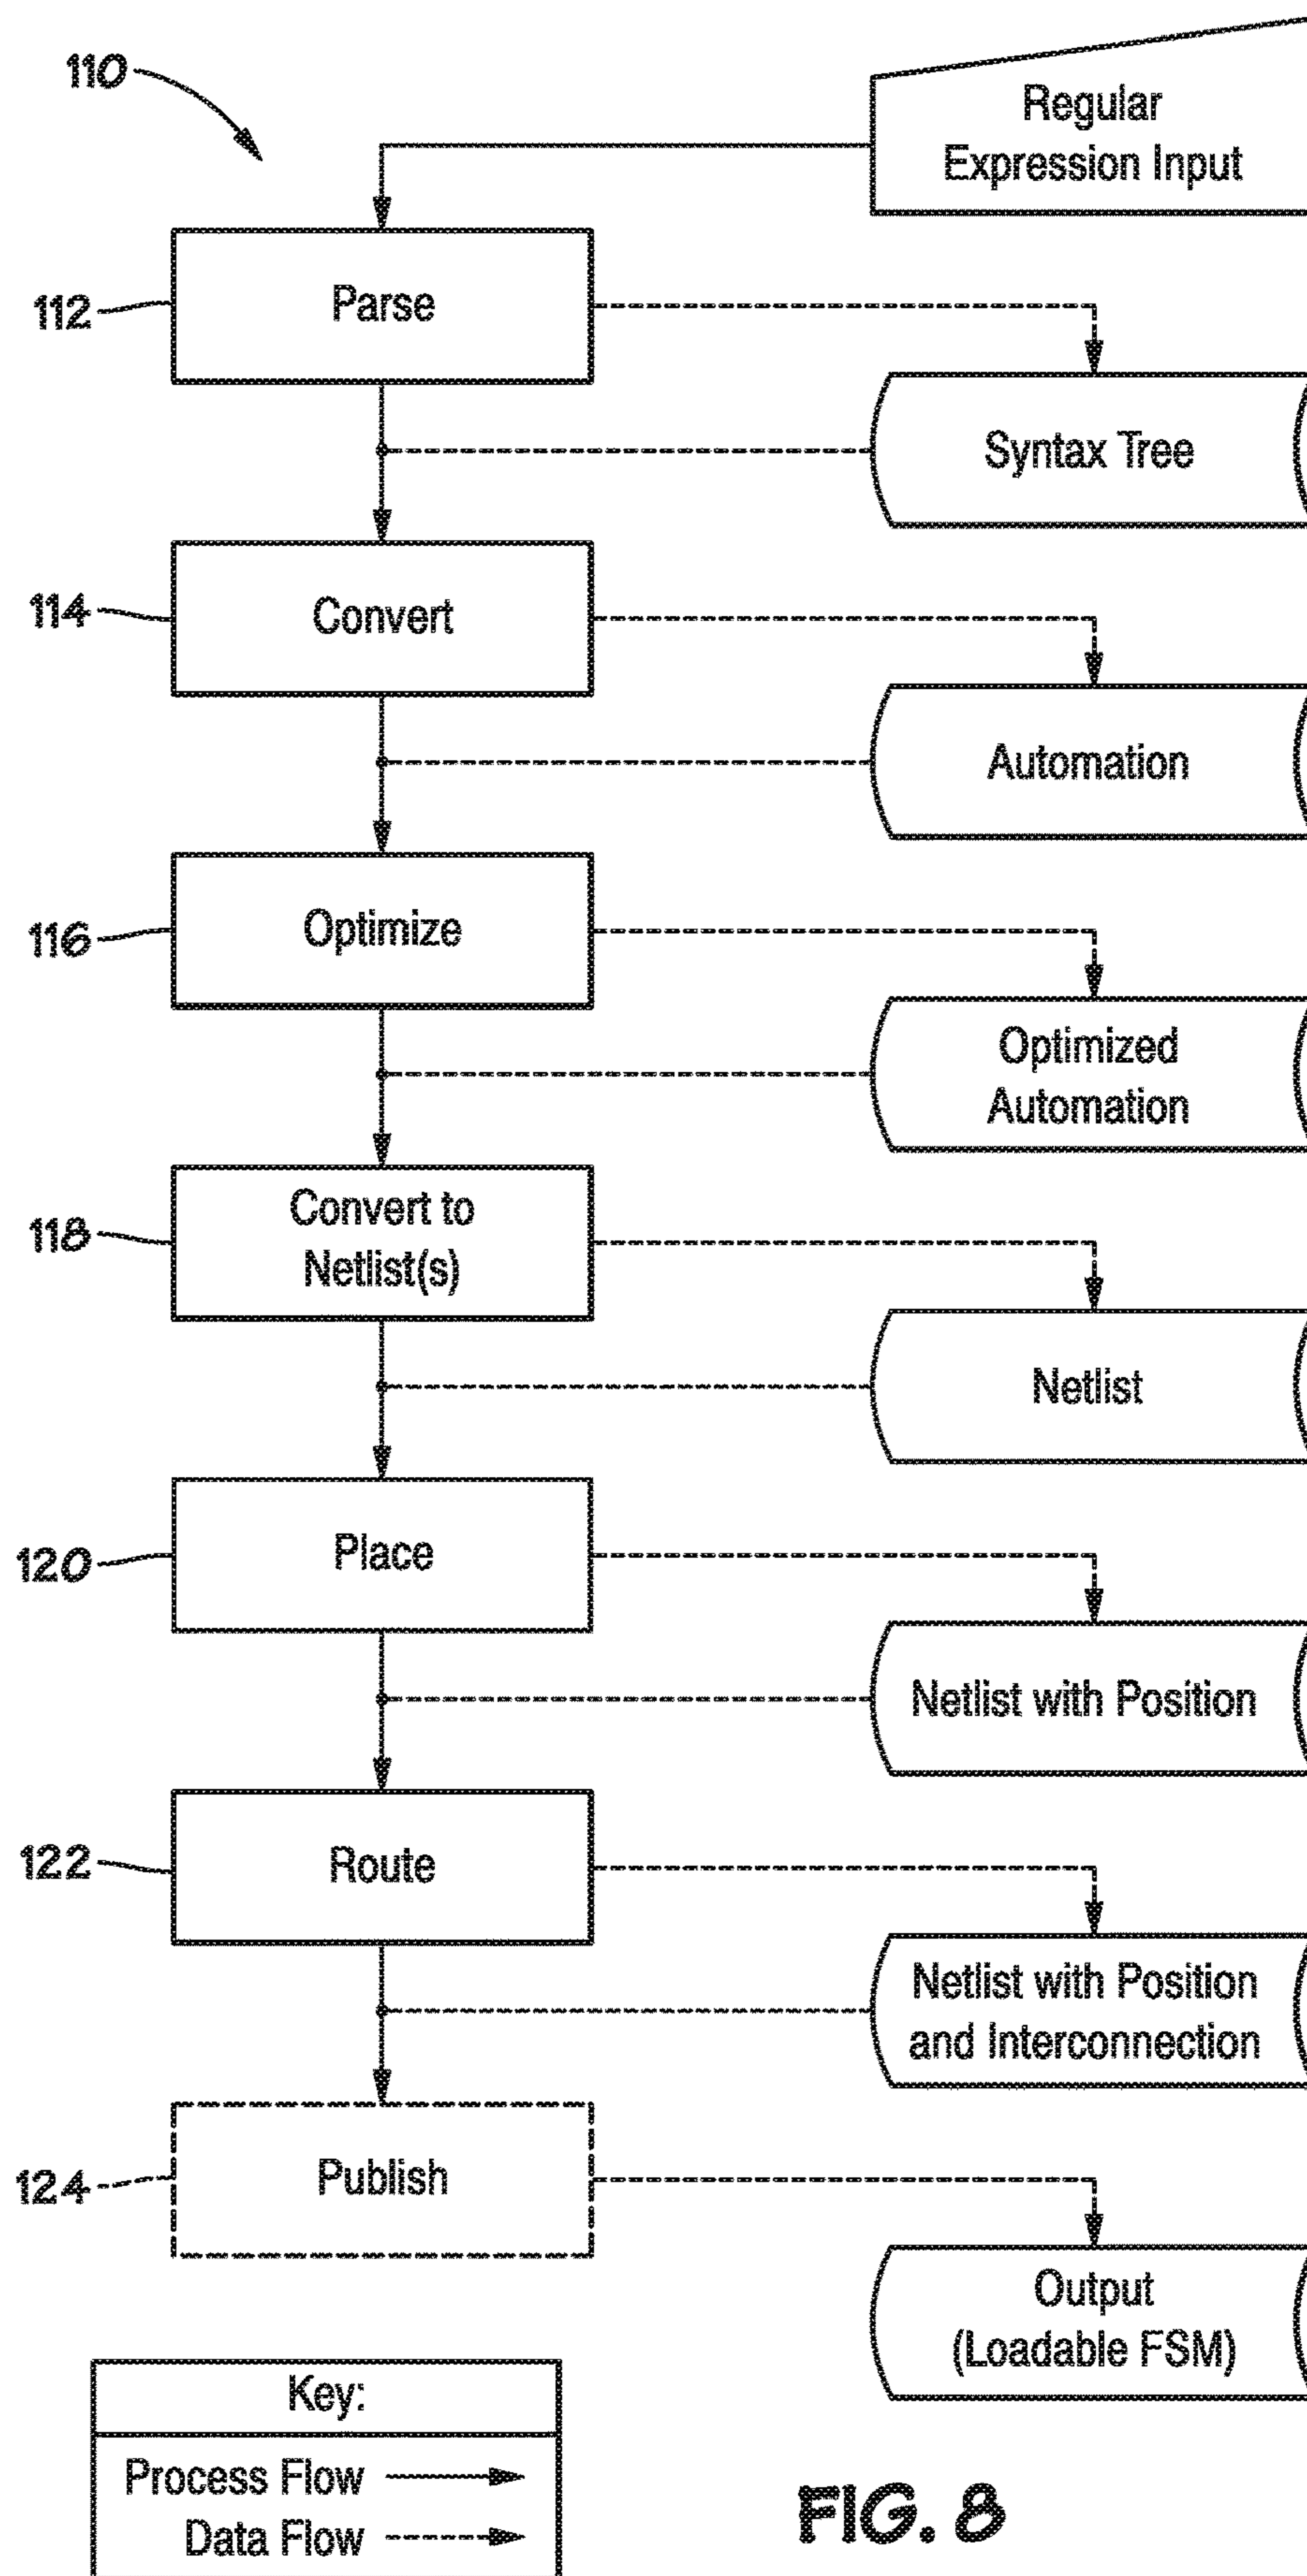 110
Regular
Expression Input
112
Parse
Syntax Tree
114
Convert
Automation
116
Optimize
Optimized
Automation
118
Convert to
Netlist(s)
Netlist
120
Place
Netlist with Position
122
Route
Netlist with Position
and Interconnection
124
Publish
Output
(Loadable FSM)
Key:
Process Flow
Data Flow
FIG. 8